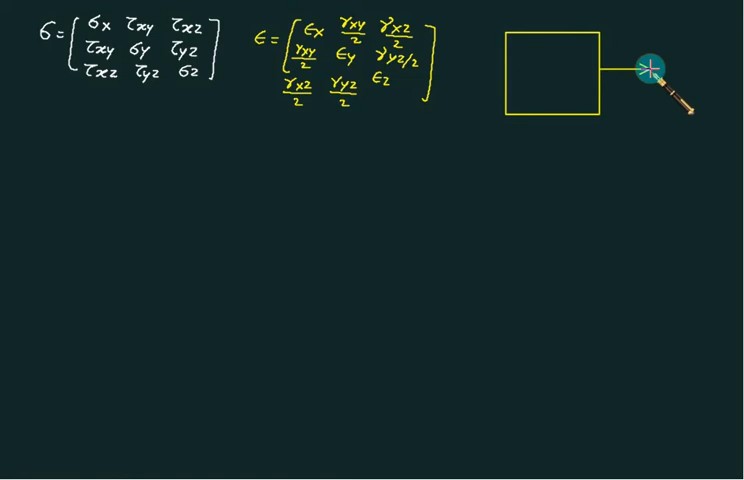 σ = [ σx τxy τxz
τxy σy τyz
τxz τyz σz ]
ϵ = [ ϵx γxy/2 γxz/2
γxy/2 ϵy γyz/2
γxz/2 γyz/2 ϵz ]